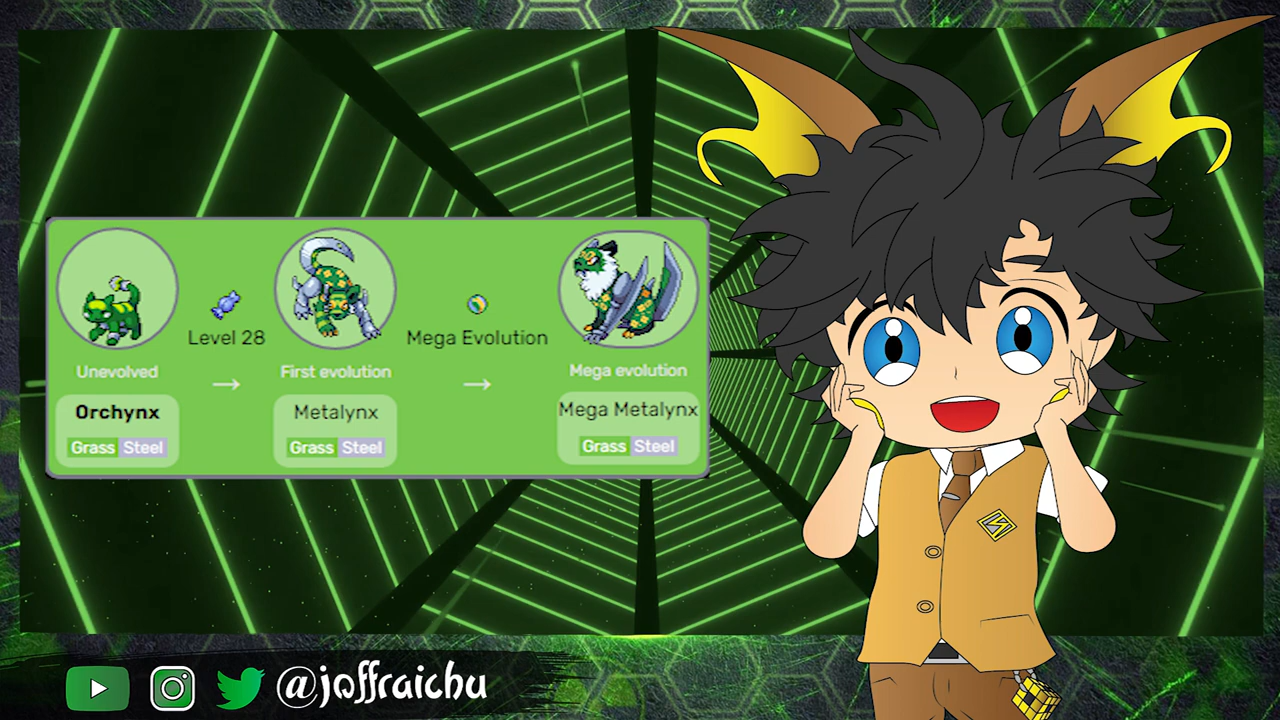 Level 28
Mega Evolution
Unevolved
First evolution
Mega evolution
→
→
Orchynx
Metalynx
Mega Metalynx
Grass Steel
Grass Steel
Grass Steel
@joffraichu